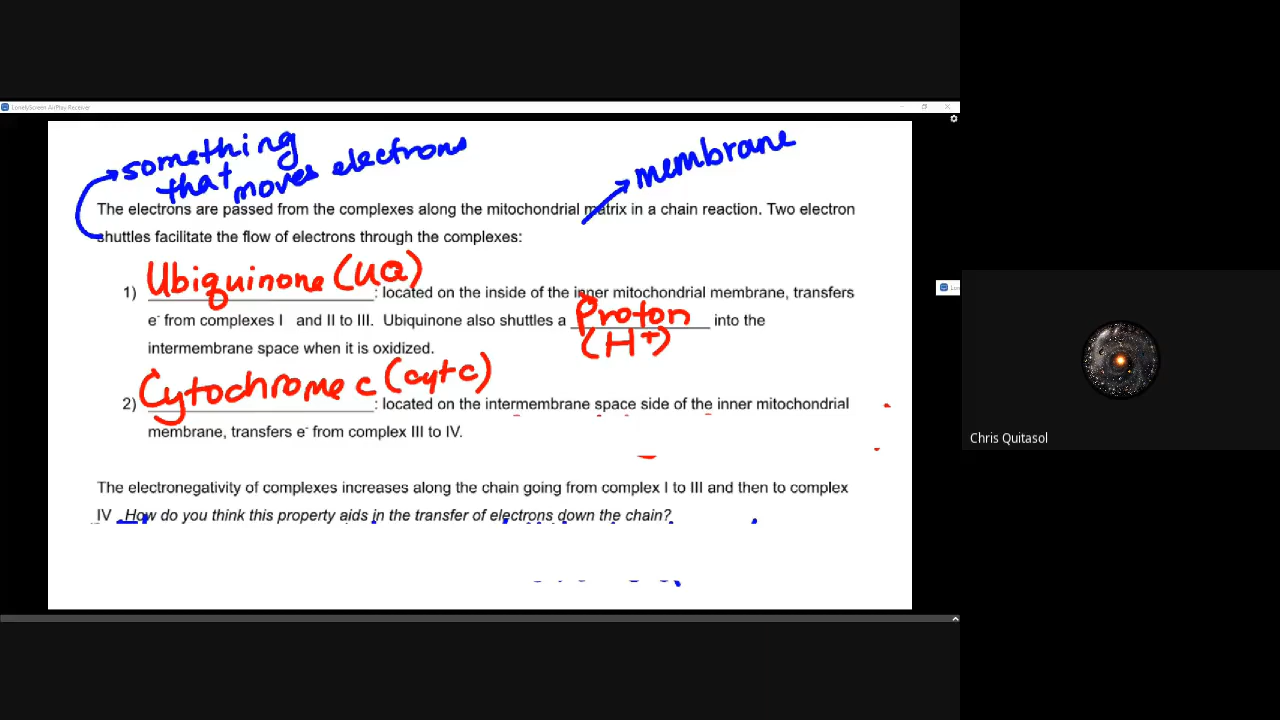 LonelyScreen AirPlay Receiver
something
that moves electrons
membrane
The electrons are passed from the complexes along the mitochondrial matrix in a chain reaction. Two electron
shuttles facilitate the flow of electrons through the complexes:
Ubiquinone (UQ)
1) : located on the inside of the inner mitochondrial membrane, transfers
e- from complexes I and II to III. Ubiquinone also shuttles a Proton into the
(H+)
intermembrane space when it is oxidized.
Cytochrome c (cyt c)
2) : located on the intermembrane space side of the inner mitochondrial
membrane, transfers e- from complex III to IV.
The electronegativity of complexes increases along the chain going from complex I to III and then to complex
IV How do you think this property aids in the transfer of electrons down the chain?
Chris Quitasol